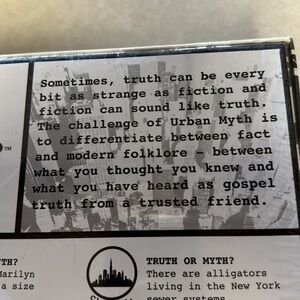 Sometimes, truth can be every
bit as strange as fiction and
fiction can sound like truth.
The challenge of Urban Myth is
to differentiate between fact
and modern folklore - between
what you thought you knew and
what you have heard as gospel
truth from a trusted friend.
TM
TH?
Marilyn
a size
TRUTH OR MYTH?
There are alligators
living in the New York
sewer systems